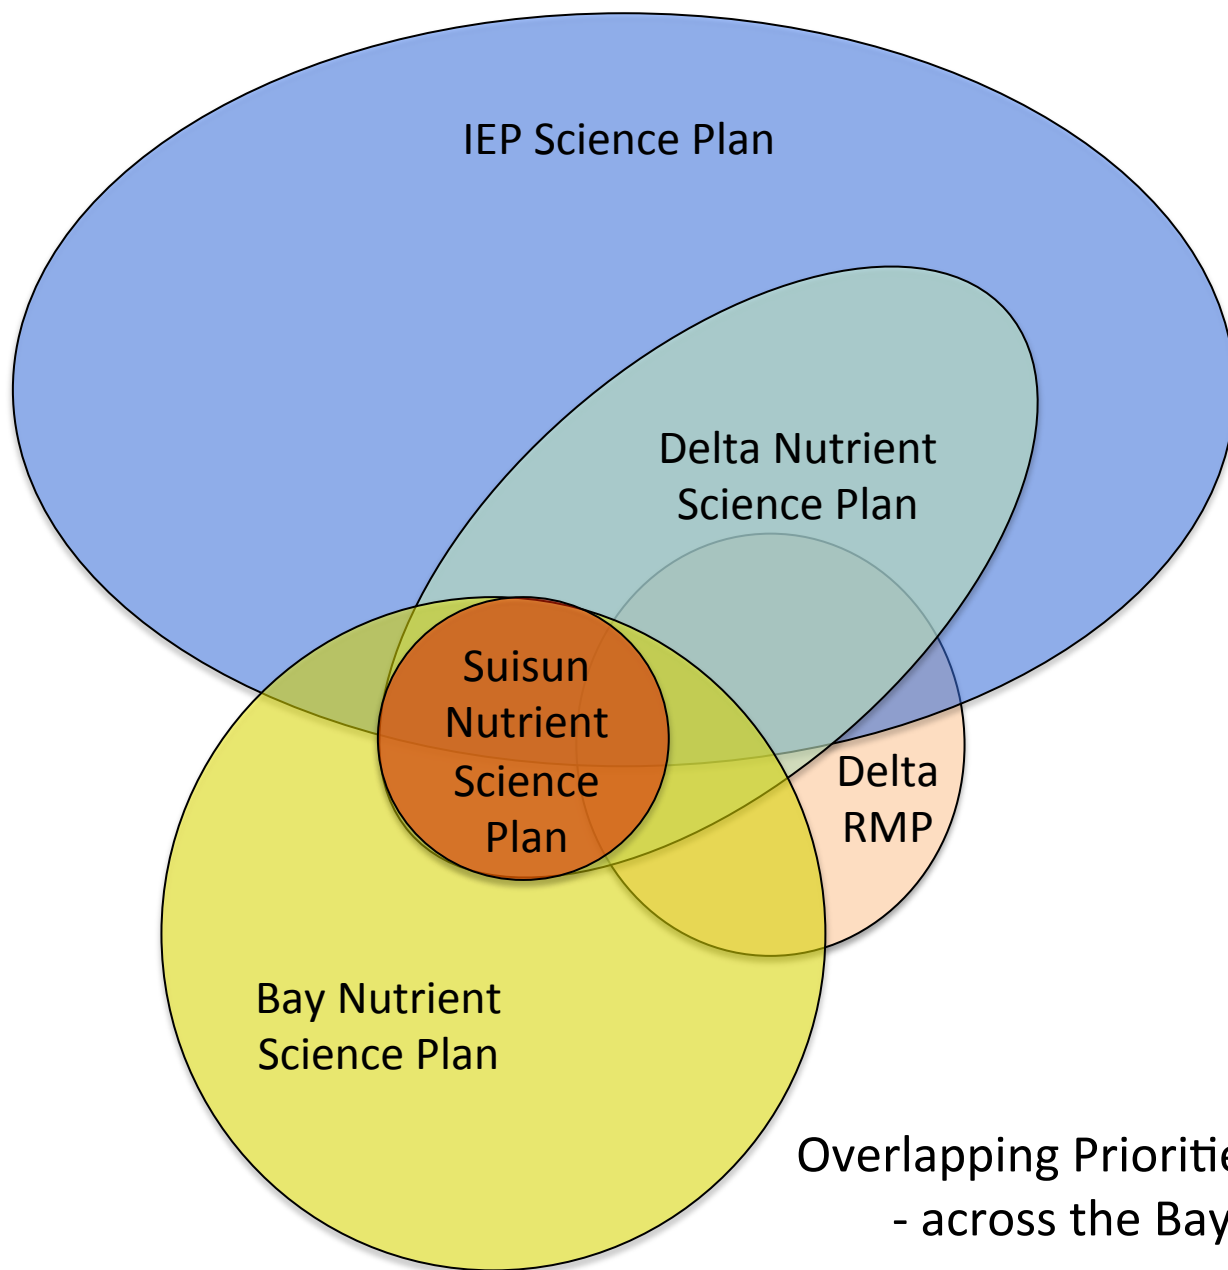 IEP Science Plan
Delta Nutrient
Science Plan
Suisun
Nutrient
Science
Plan
Delta
RMP
Bay Nutrient
Science Plan
Overlapping Prioritie
- across the Bay